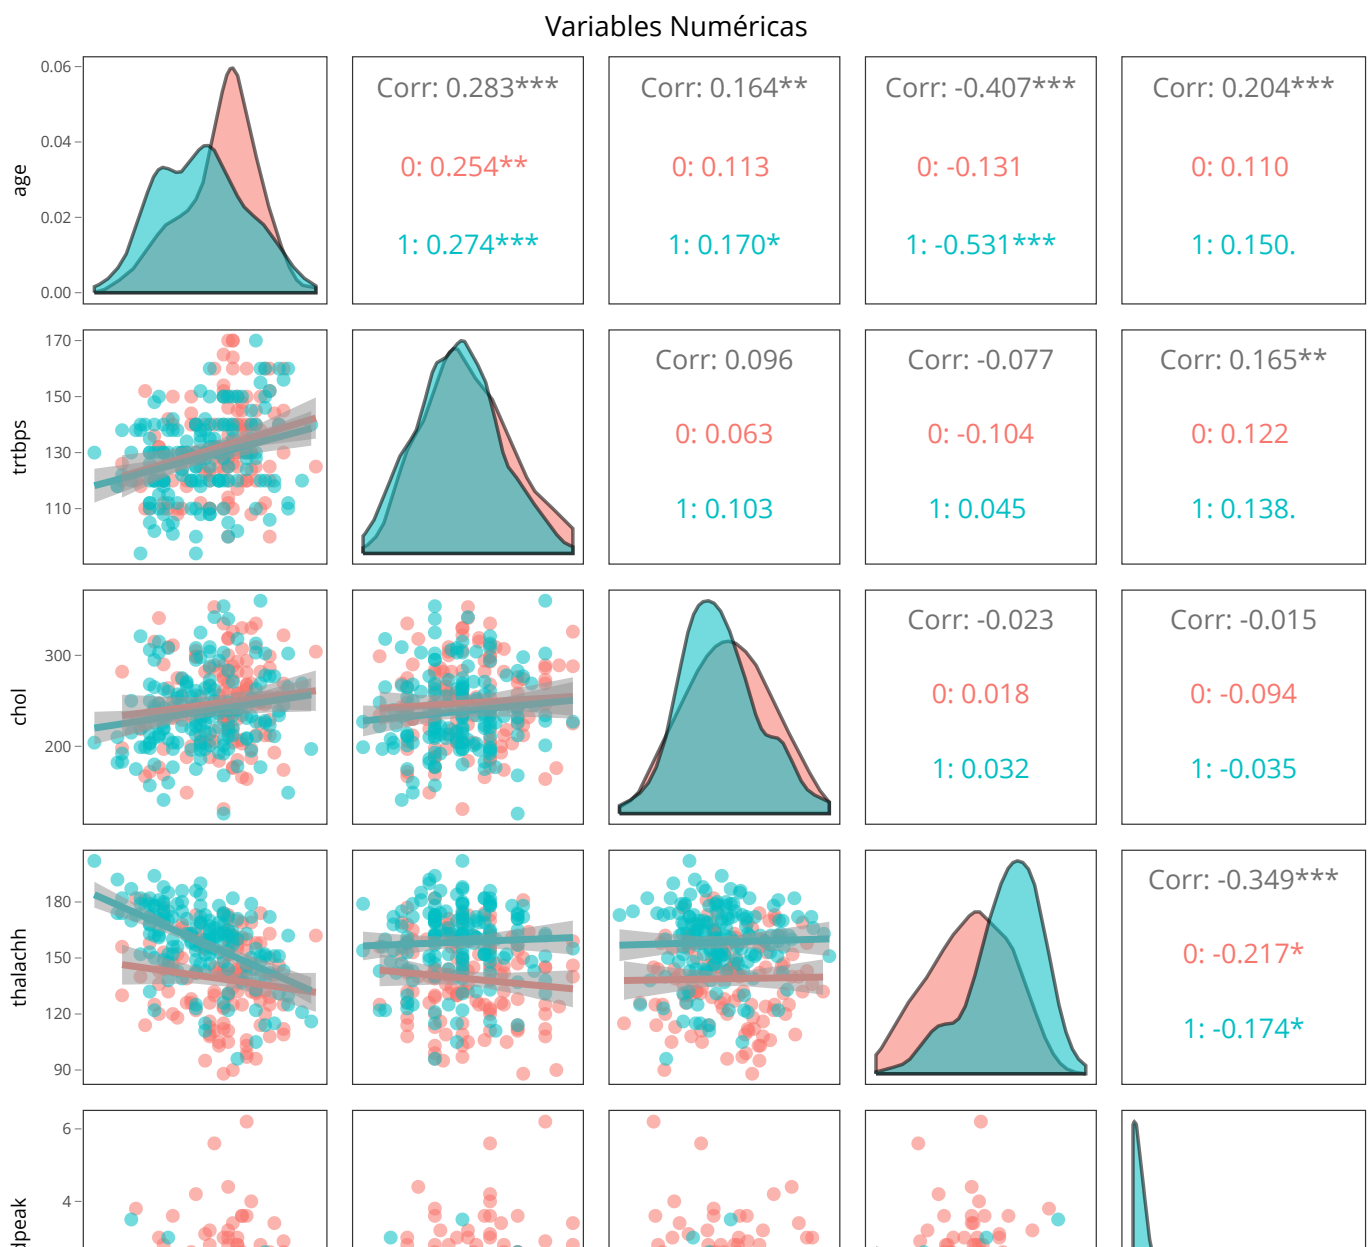 Variables Numéricas
0.06
0.04
0.02
0.00
age
Corr: 0.283***
0: 0.254**
1: 0.274***
Corr: 0.164**
0: 0.113
1: 0.170*
Corr: -0.407***
0: -0.131
1: -0.531***
Corr: 0.204***
0: 0.110
1: 0.150.
170
150
130
110
trtbps
Corr: 0.096
0: 0.063
1: 0.103
Corr: -0.077
0: -0.104
1: 0.045
Corr: 0.165**
0: 0.122
1: 0.138.
300
200
chol
Corr: -0.023
0: 0.018
1: 0.032
Corr: -0.015
0: -0.094
1: -0.035
180
150
120
90
thalachh
Corr: -0.349***
0: -0.217*
1: -0.174*
6
4
dpeak